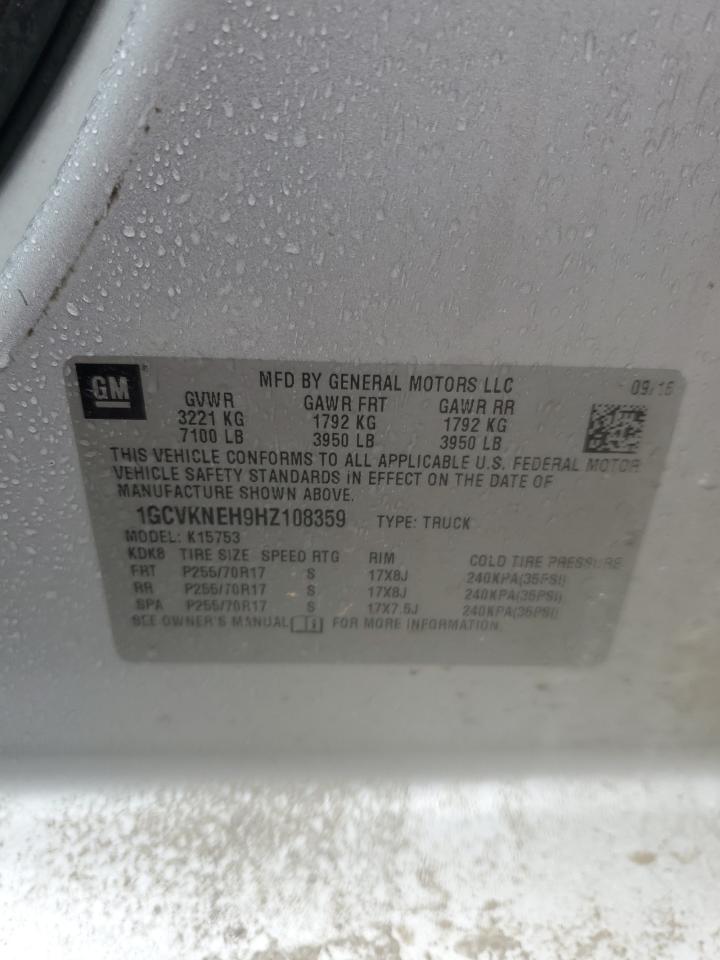 GM
MFD BY GENERAL MOTORS LLC 09/16
GVWR GAWR FRT GAWR RR
3221 KG 1792 KG 1792 KG
7100 LB 3950 LB 3950 LB
THIS VEHICLE CONFORMS TO ALL APPLICABLE U.S. FEDERAL MOTOR
VEHICLE SAFETY STANDARDS IN EFFECT ON THE DATE OF
MANUFACTURE SHOWN ABOVE.
1GCVKNEH9HZ108359 TYPE: TRUCK
MODEL: K15753
KDK8 TIRE SIZE SPEED RTG RIM COLD TIRE PRESSURE
FRT P255/70R17 S 17X8J 240KPA(35PSI)
RR P255/70R17 S 17X8J 240KPA(35PSI)
SPA P255/70R17 S 17X7.5J 240KPA(35PSI)
SEE OWNER'S MANUAL FOR MORE INFORMATION.